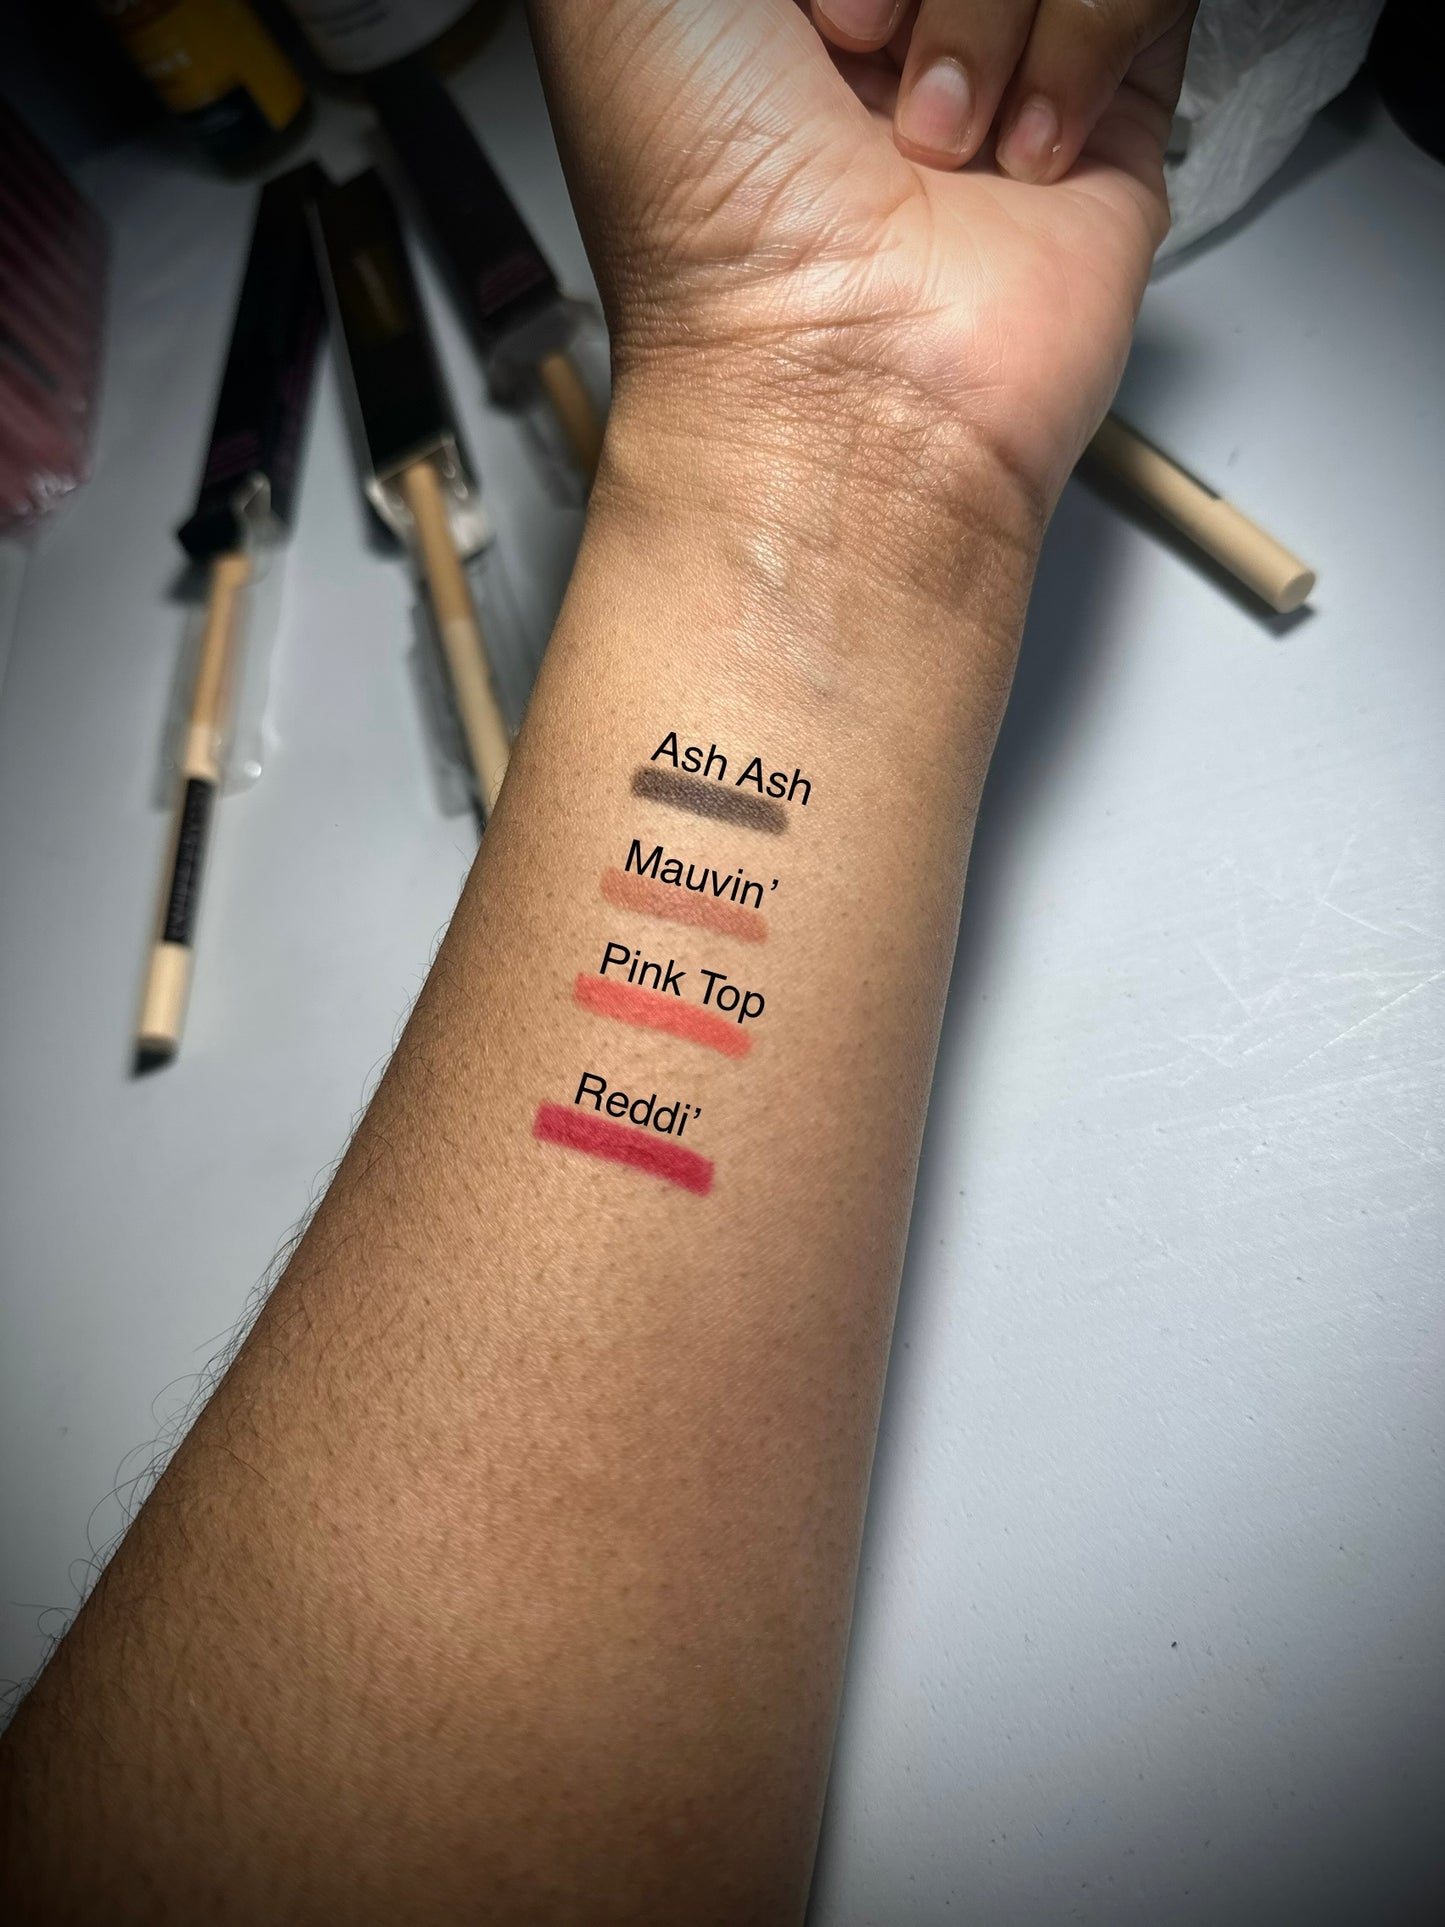 Ash Ash
Mauvin’
Pink Top
Reddi’